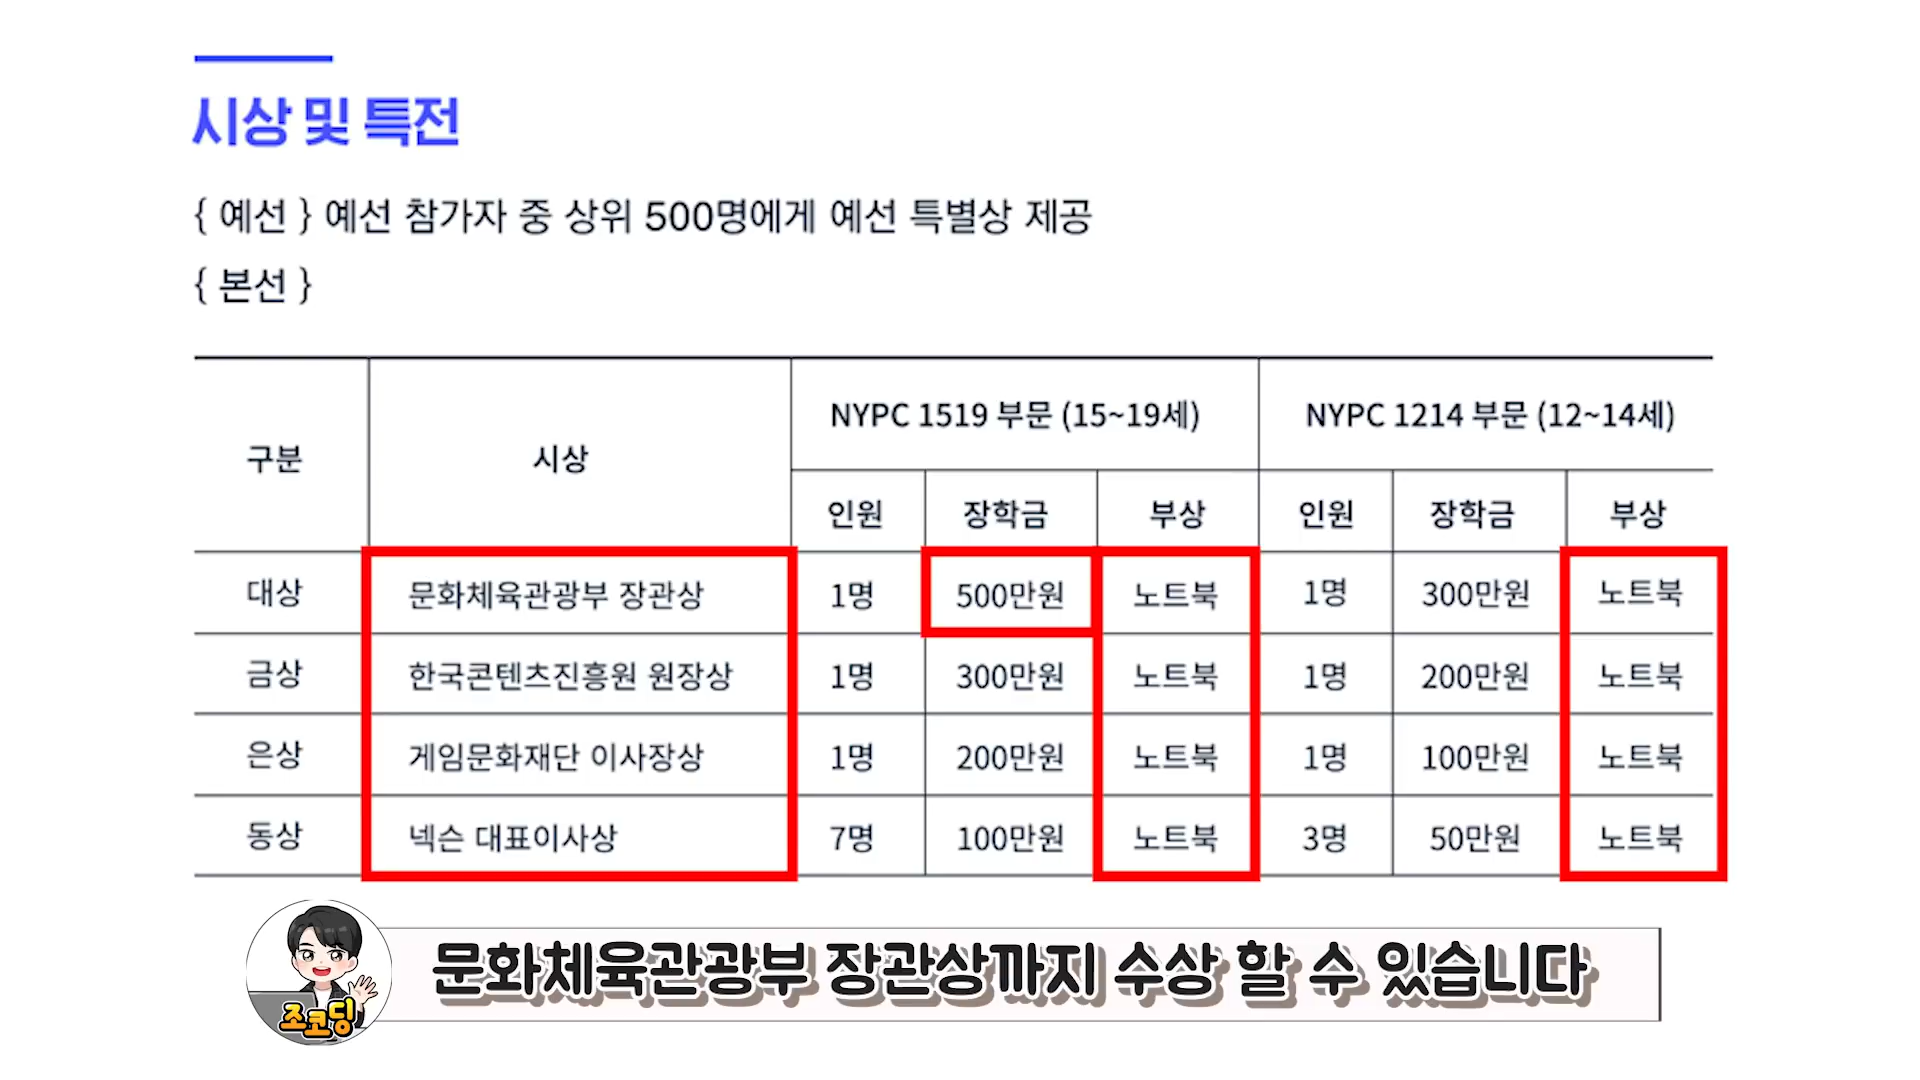 시상 및 특전
{ 예선 } 예선 참가자 중 상위 500명에게 예선 특별상 제공
{ 본선 }
구분 시상 NYPC 1519 부문 (15~19세) NYPC 1214 부문 (12~14세)
인원 장학금 부상 인원 장학금 부상
대상 문화체육관광부 장관상 1명 500만원 노트북 1명 300만원 노트북
금상 한국콘텐츠진흥원 원장상 1명 300만원 노트북 1명 200만원 노트북
은상 게임문화재단 이사장상 1명 200만원 노트북 1명 100만원 노트북
동상 넥슨 대표이사상 7명 100만원 노트북 3명 50만원 노트북
문화체육관광부 장관상까지 수상 할 수 있습니다
조코딩